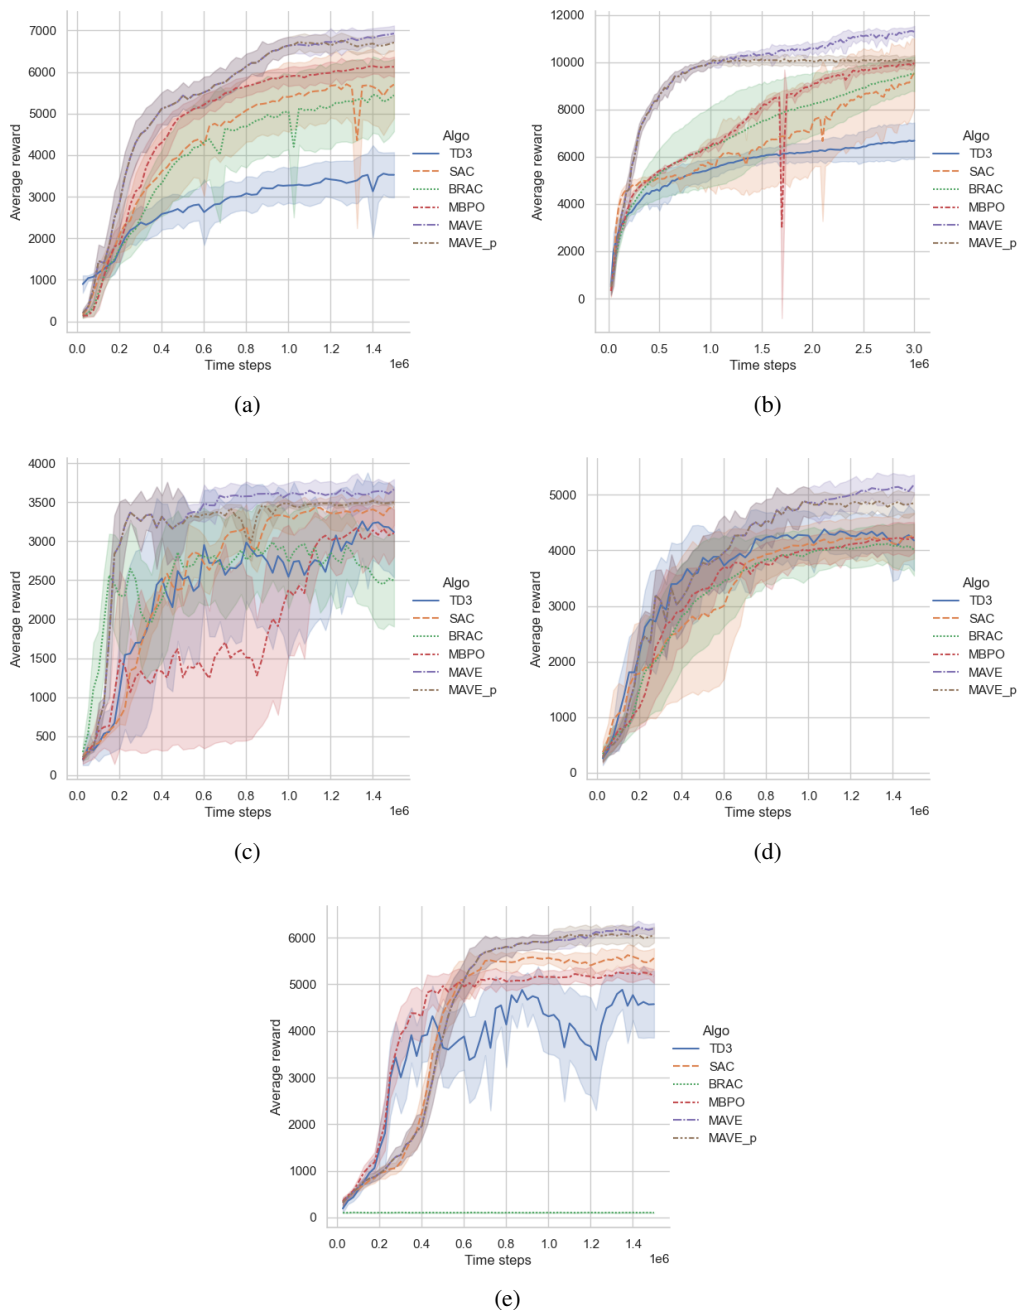 7000
6000
5000
4000
3000
2000
1000
0
Average reward
0.0 0.2 0.4 0.6 0.8 1.0 1.2 1.4
1e6
Time steps
Algo
TD3
SAC
BRAC
MBPO
MAVE
MAVE_p
(a)
12000
10000
8000
6000
4000
2000
0
Average reward
0.0 0.5 1.0 1.5 2.0 2.5 3.0
1e6
Time steps
Algo
TD3
SAC
BRAC
MBPO
MAVE
MAVE_p
(b)
4000
3500
3000
2500
2000
1500
1000
500
0
Average reward
0.0 0.2 0.4 0.6 0.8 1.0 1.2 1.4
1e6
Time steps
Algo
TD3
SAC
BRAC
MBPO
MAVE
MAVE_p
(c)
5000
4000
3000
2000
1000
0
Average reward
0.0 0.2 0.4 0.6 0.8 1.0 1.2 1.4
1e6
Time steps
Algo
TD3
SAC
BRAC
MBPO
MAVE
MAVE_p
(d)
6000
5000
4000
3000
2000
1000
0
Average reward
0.0 0.2 0.4 0.6 0.8 1.0 1.2 1.4
1e6
Time steps
Algo
TD3
SAC
BRAC
MBPO
MAVE
MAVE_p
(e)